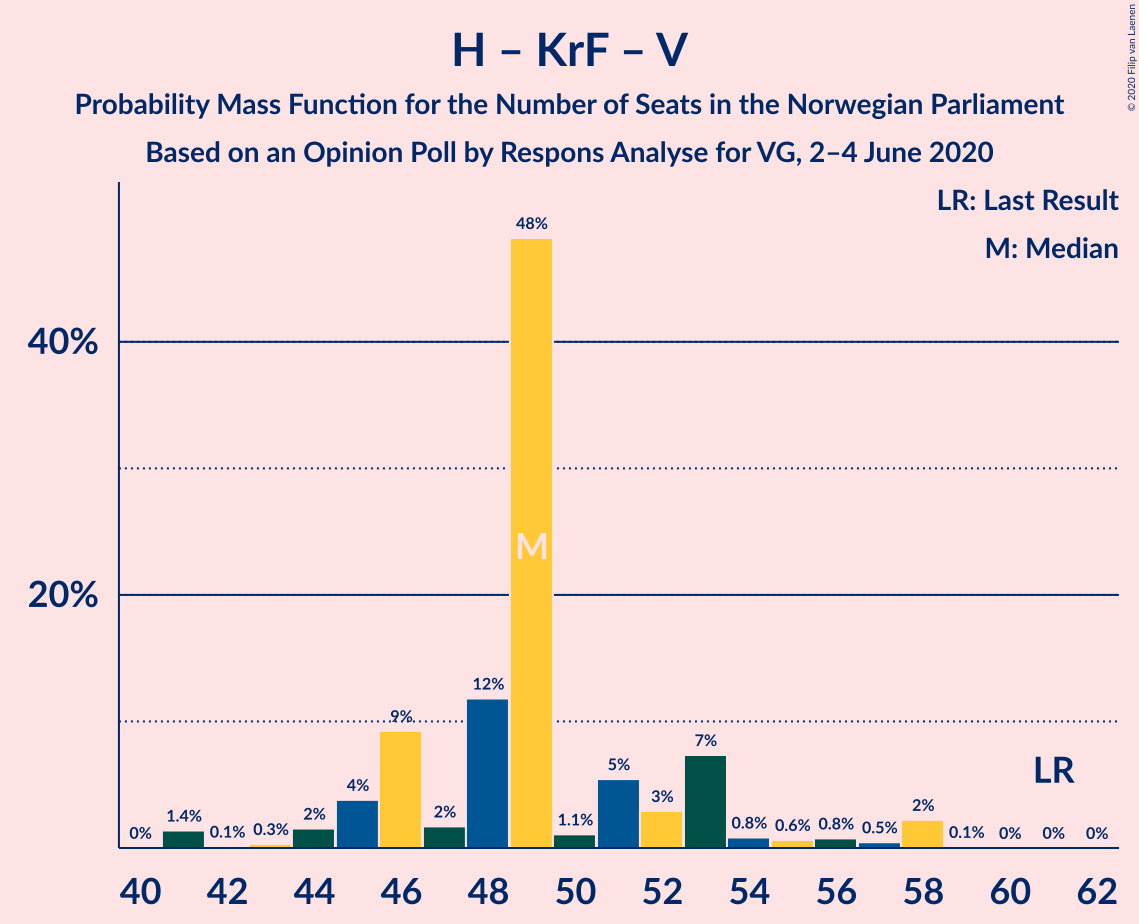 H – KrF – V
Probability Mass Function for the Number of Seats in the Norwegian Parliament
Based on an Opinion Poll by Respons Analyse for VG, 2–4 June 2020
© 2020 Filip van Laenen
LR: Last Result
M: Median
40%
20%
0%
1.4%
0.1%
0.3%
2%
4%
9%
2%
12%
48%
M
1.1%
5%
3%
7%
0.8%
0.6%
0.8%
0.5%
2%
0.1%
0%
0%
0%
LR
40 42 44 46 48 50 52 54 56 58 60 62